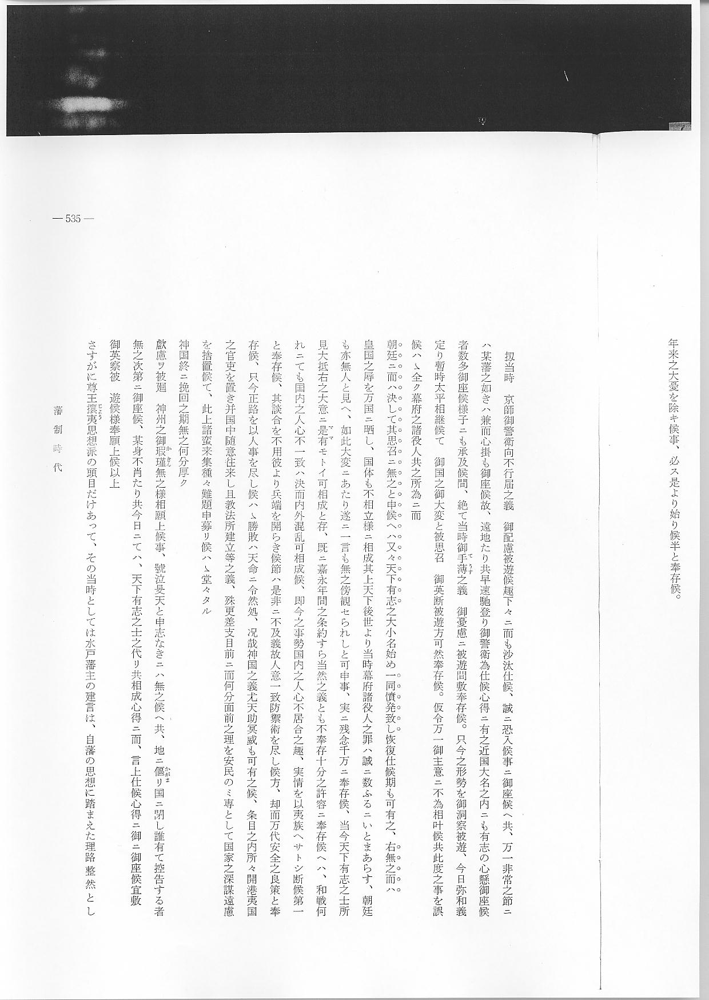 年来之大憂を除キ候事、必ス是より始り候半と奉存候。
扨当時　京師御警衛向不行届之義　御配慮被遊候趣下々ニ而も沙汰仕候、誠ニ恐入候事ニ御座候へ共、万一非常之節ニ
ハ某藩之如きハ兼而心掛も御座候故、遠地たり共早速馳登り御警衛為仕候心得ニ有之近国大名之内ニも有志の心懸御座候
者数多御座候様子ニも承及候間、絶て当時御手薄之義　御憂慮ニ被遊間敷奉存候。只今之形勢を御洞察被遊、今日弥和義
定り暫時太平相継候て　御国之御大変と被思召　御英断被遊方可然奉存候。仮令万一御主意ニ不為相叶候共此度之事を誤
候ハヽ全ク幕府之諸役人共之所為ニ而
朝廷ニ而ハ決して其思召ニ無之と申候へハ又々天下有志之大小名始め一同憤発致し恢復仕候期も可有之、右無之而ハ
皇国之辱を万国ニ晒し、国体も不相立様ニ相成其上天下後世より当時幕府諸役人之罪ハ誠ニ数ふるニいとまあらす、朝廷
も亦無人と見へ、如此大変ニあたり遂ニ一言も無之傍観セられしと可申事、実ニ残念千万ニ奉存候、当今天下有志之士所
見大抵右之大意ニ是有モトイ可相成と存、既ニ嘉永年間之条約すら当然之義とも不奉存十分之許容ニ奉存候へハ、和戦何
れニても国内之人心不一致ハ決而内外混乱可相成候、即今之事勢国内之人心不居合之趣、実情を以夷族へサトシ断候第一
と奉存候、其談合を不用彼より兵端を開らき候節ハ是非ニ不及義故人意一致防禦術を尽し候方、却而万代安全之良策と奉
存候、只今正路を以人事を尽し候ハヽ勝敗ハ天命ニ令然処、况哉神国之義尤天助冥威も可有之候、条目之内所々開港夷国
之官吏を置き并国中随意往来し且教法所建立等之義、殊更差支目前ニ而何分面前之理を安民のミ専として国家之深謀遠慮
を捨置候て、此上諸蛮来集種々難題申募リ候ハヽ堂々タル
神国終ニ挽回之期無之何分厚ク
歔慮ヲ被廻　神州之御瑕瑾無之様相願上候事、號泣旻天と申志なきニハ無之候へ共、地ニ傴リ国ニ閉し誰有て控告する者
無之次第ニ御座候、某身不肖たり共今日ニてハ、天下有志之士之代リ共相成心得ニ而、言上仕候心得ニ御ニ御座候宜敷
御英察被　遊候様奉願上候以上
さすがに尊王攘夷思想派の頭目だけあって、その当時としては水戸藩主の建言は、自藩の思想に踏まえた理路整然とし
藩制時代
― 535 ―